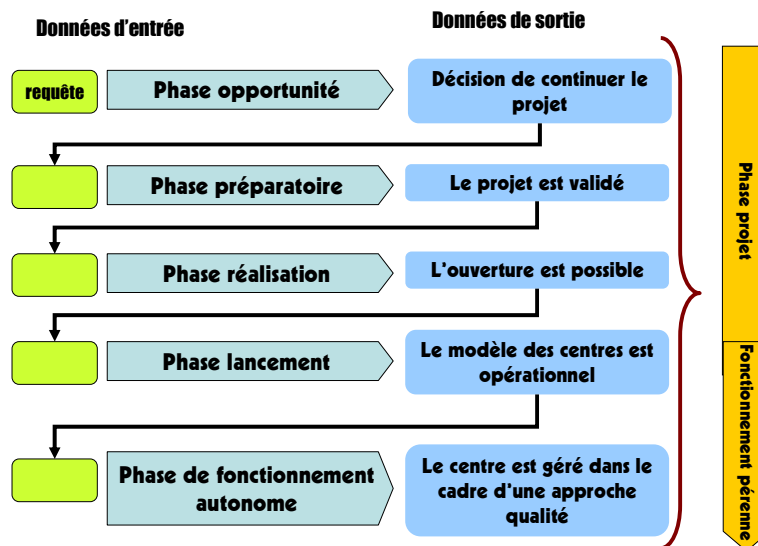 Données d'entrée
Données de sortie
requête
Phase opportunité
Décision de continuer le
projet
Phase préparatoire
Le projet est validé
Phase réalisation
L'ouverture est possible
Phase lancement
Le modèle des centres est
opérationnel
Phase de fonctionnement
autonome
Le centre est géré dans le
cadre d'une approche
qualité
Phase projet
Fonctionnement pérenne